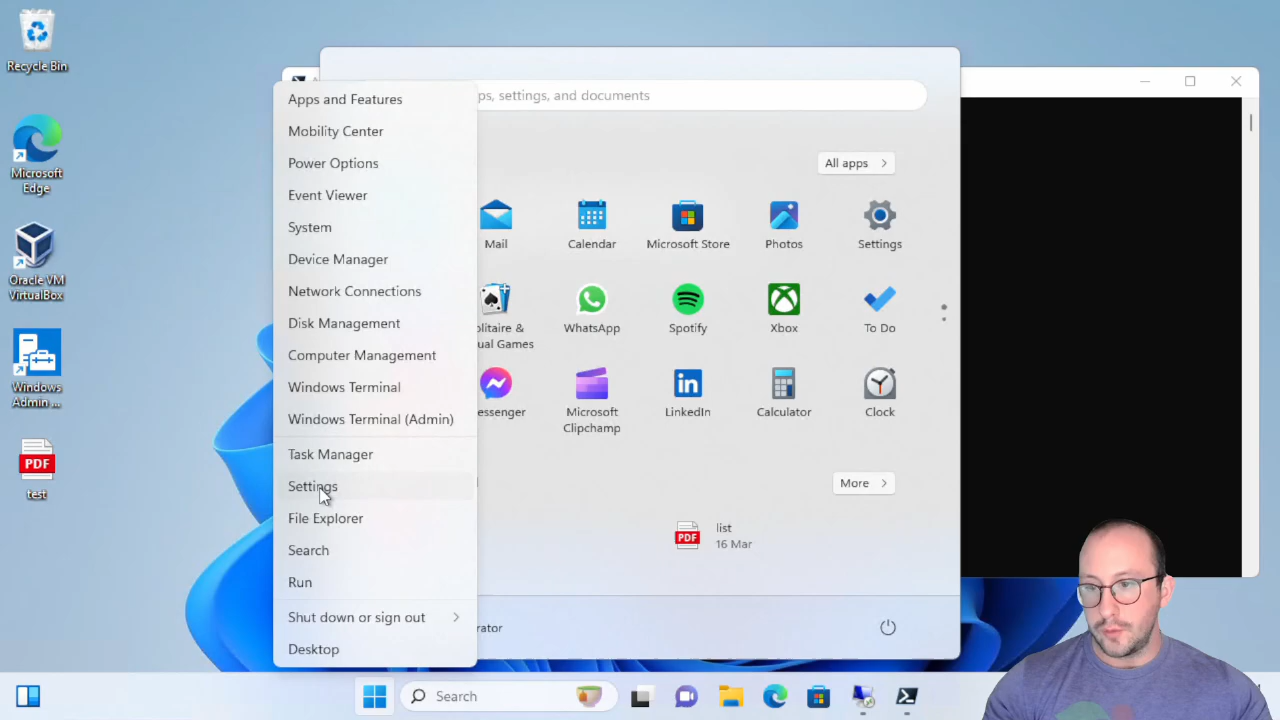 Recycle Bin
Microsoft
Edge
Oracle VM
VirtualBox
Windows
Admin ...
test
Apps and Features
Mobility Center
Power Options
Event Viewer
System
Device Manager
Network Connections
Disk Management
Computer Management
Windows Terminal
Windows Terminal (Admin)
Task Manager
Settings
File Explorer
Search
Run
Shut down or sign out
Desktop
ps, settings, and documents
All apps
Mail
Calendar
Microsoft Store
Photos
Settings
olitaire &
ual Games
WhatsApp
Spotify
Xbox
To Do
essenger
Microsoft
Clipchamp
LinkedIn
Calculator
Clock
More
PDF
list
16 Mar
rator
PDF
Search